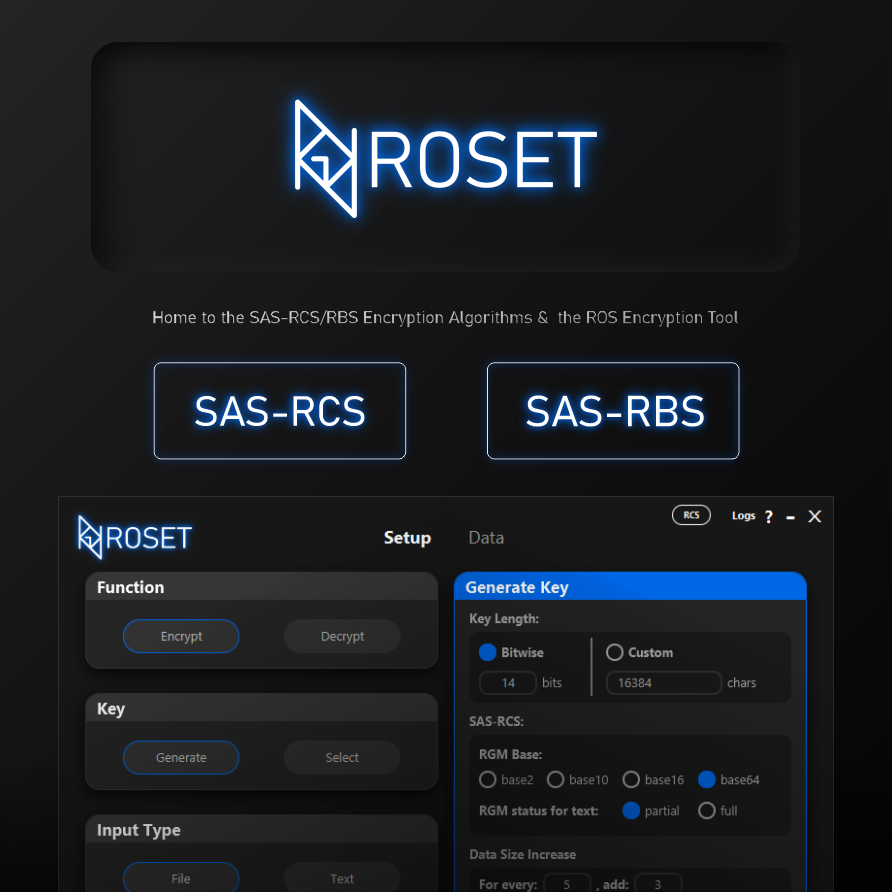 ROSET
Home to the SAS-RCS/RBS Encryption Algorithms & the ROS Encryption Tool
SAS-RCS
SAS-RBS
ROSET
Setup
Data
RCS
Logs ? – X
Function
Encrypt
Decrypt
Key
Generate
Select
Input Type
File
Text
Generate Key
Key Length:
Bitwise
Custom
14 bits
16384 chars
SAS-RCS:
RGM Base:
base2 base10 base16 base64
RGM status for text: partial full
Data Size Increase
For every: 5 , add: 3